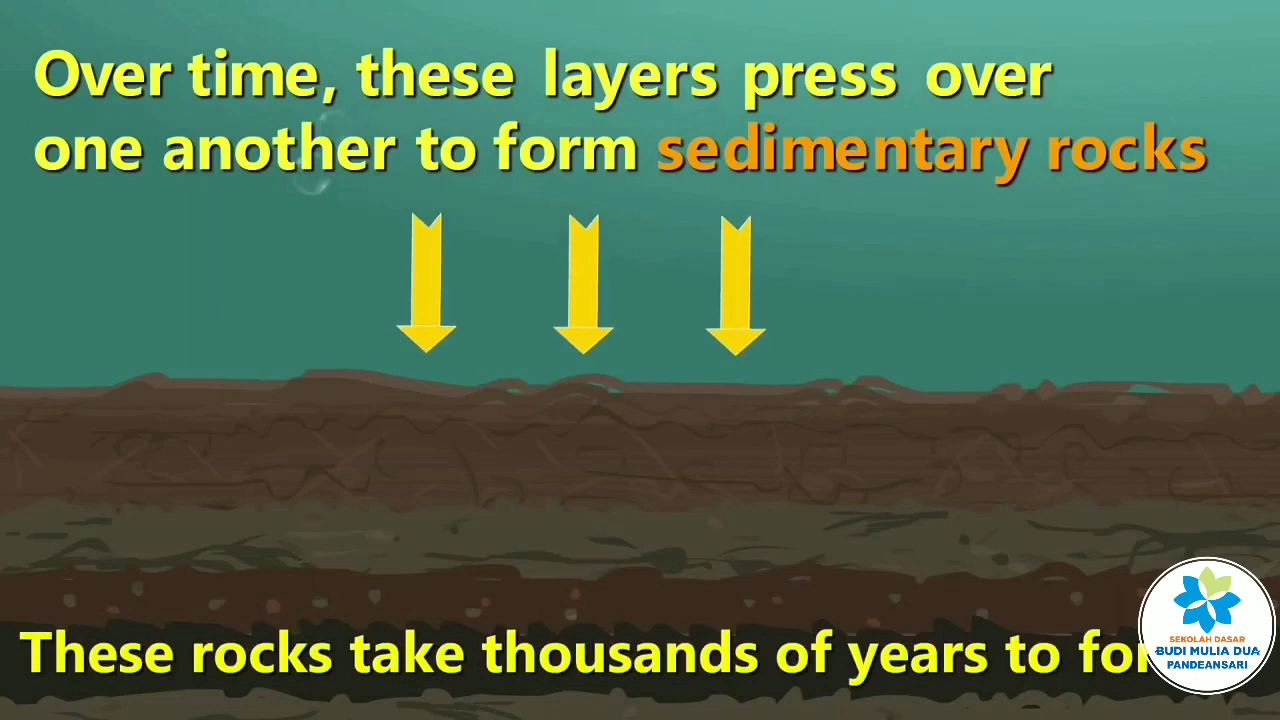 Over time, these layers press over
one another to form sedimentary rocks
These rocks take thousands of years to
SEKOLAH DASAR
BUDI MULIA DUA
PANDEANSARI